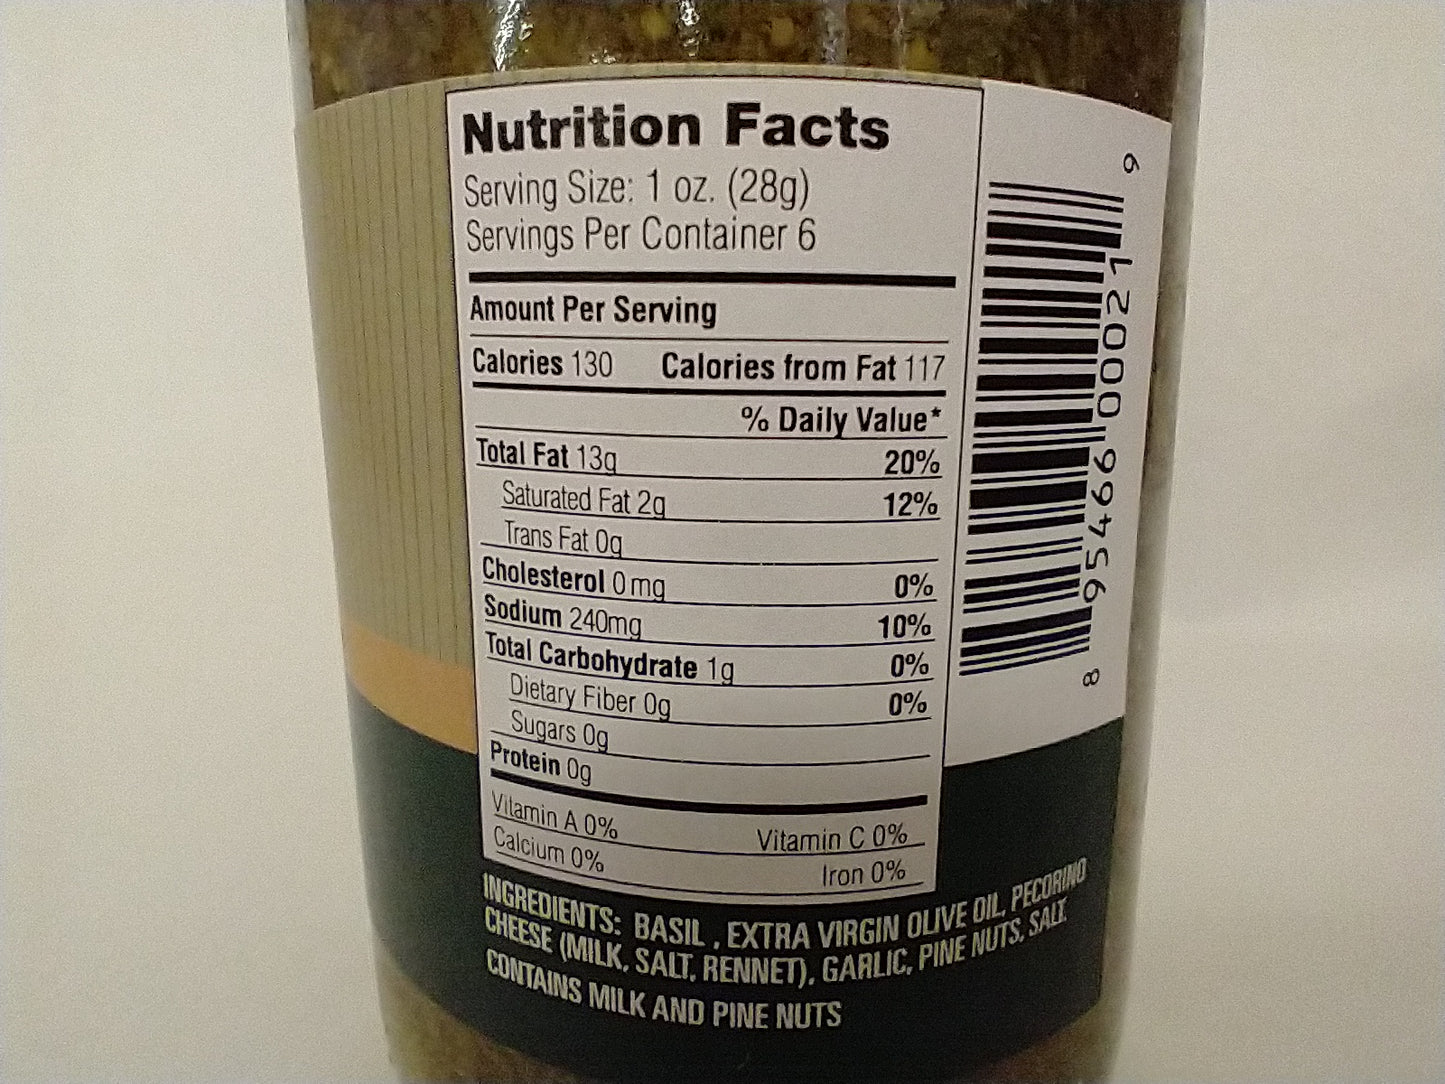 Nutrition Facts
Serving Size: 1 oz. (28g)
Servings Per Container 6
Amount Per Serving
Calories 130 Calories from Fat 117
% Daily Value*
Total Fat 13g 20%
Saturated Fat 2g 12%
Trans Fat 0g
Cholesterol 0mg 0%
Sodium 240mg 10%
Total Carbohydrate 1g 0%
Dietary Fiber 0g 0%
Sugars 0g
Protein 0g
Vitamin A 0% Vitamin C 0%
Calcium 0% Iron 0%
INGREDIENTS: BASIL , EXTRA VIRGIN OLIVE OIL, PECORINO
CHEESE (MILK, SALT, RENNET), GARLIC, PINE NUTS, SALT.
CONTAINS MILK AND PINE NUTS
8 95466 00021 9